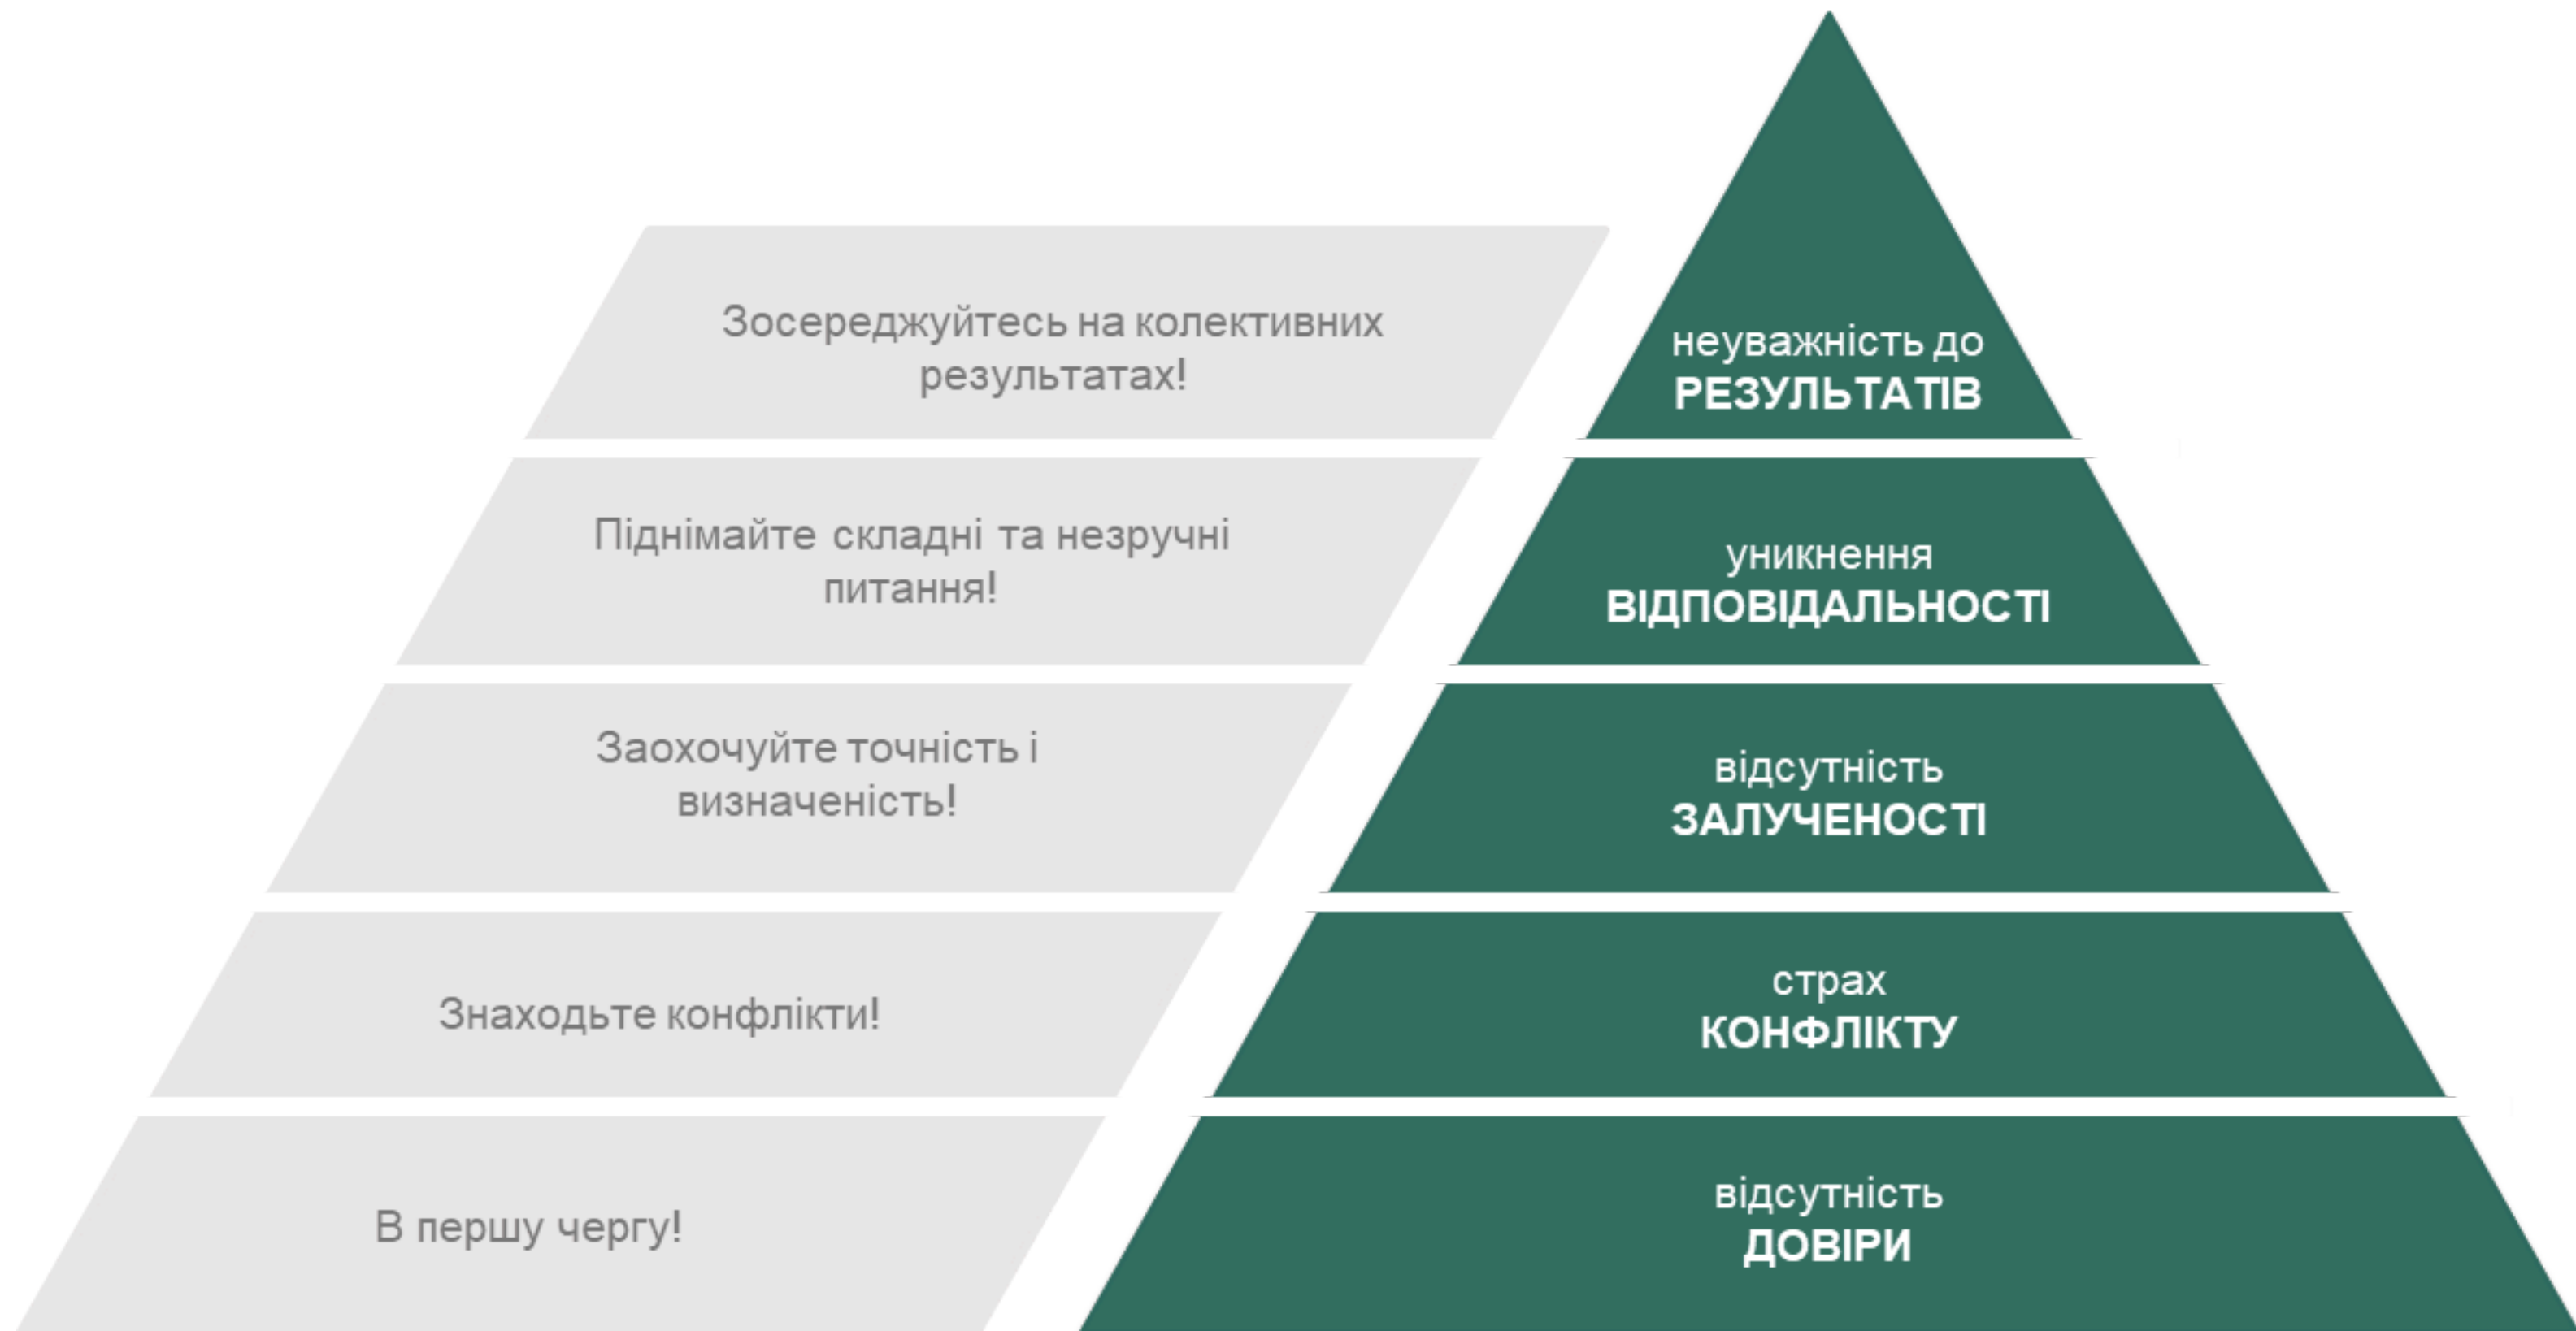 Зосереджуйтесь на колективних
результатах!
неуважність до
РЕЗУЛЬТАТІВ
Піднімайте складні та незручні
питання!
уникнення
ВІДПОВІДАЛЬНОСТІ
Заохочуйте точність і
визначеність!
відсутність
ЗАЛУЧЕНОСТІ
Знаходьте конфлікти!
страх
КОНФЛІКТУ
В першу чергу!
відсутність
ДОВІРИ